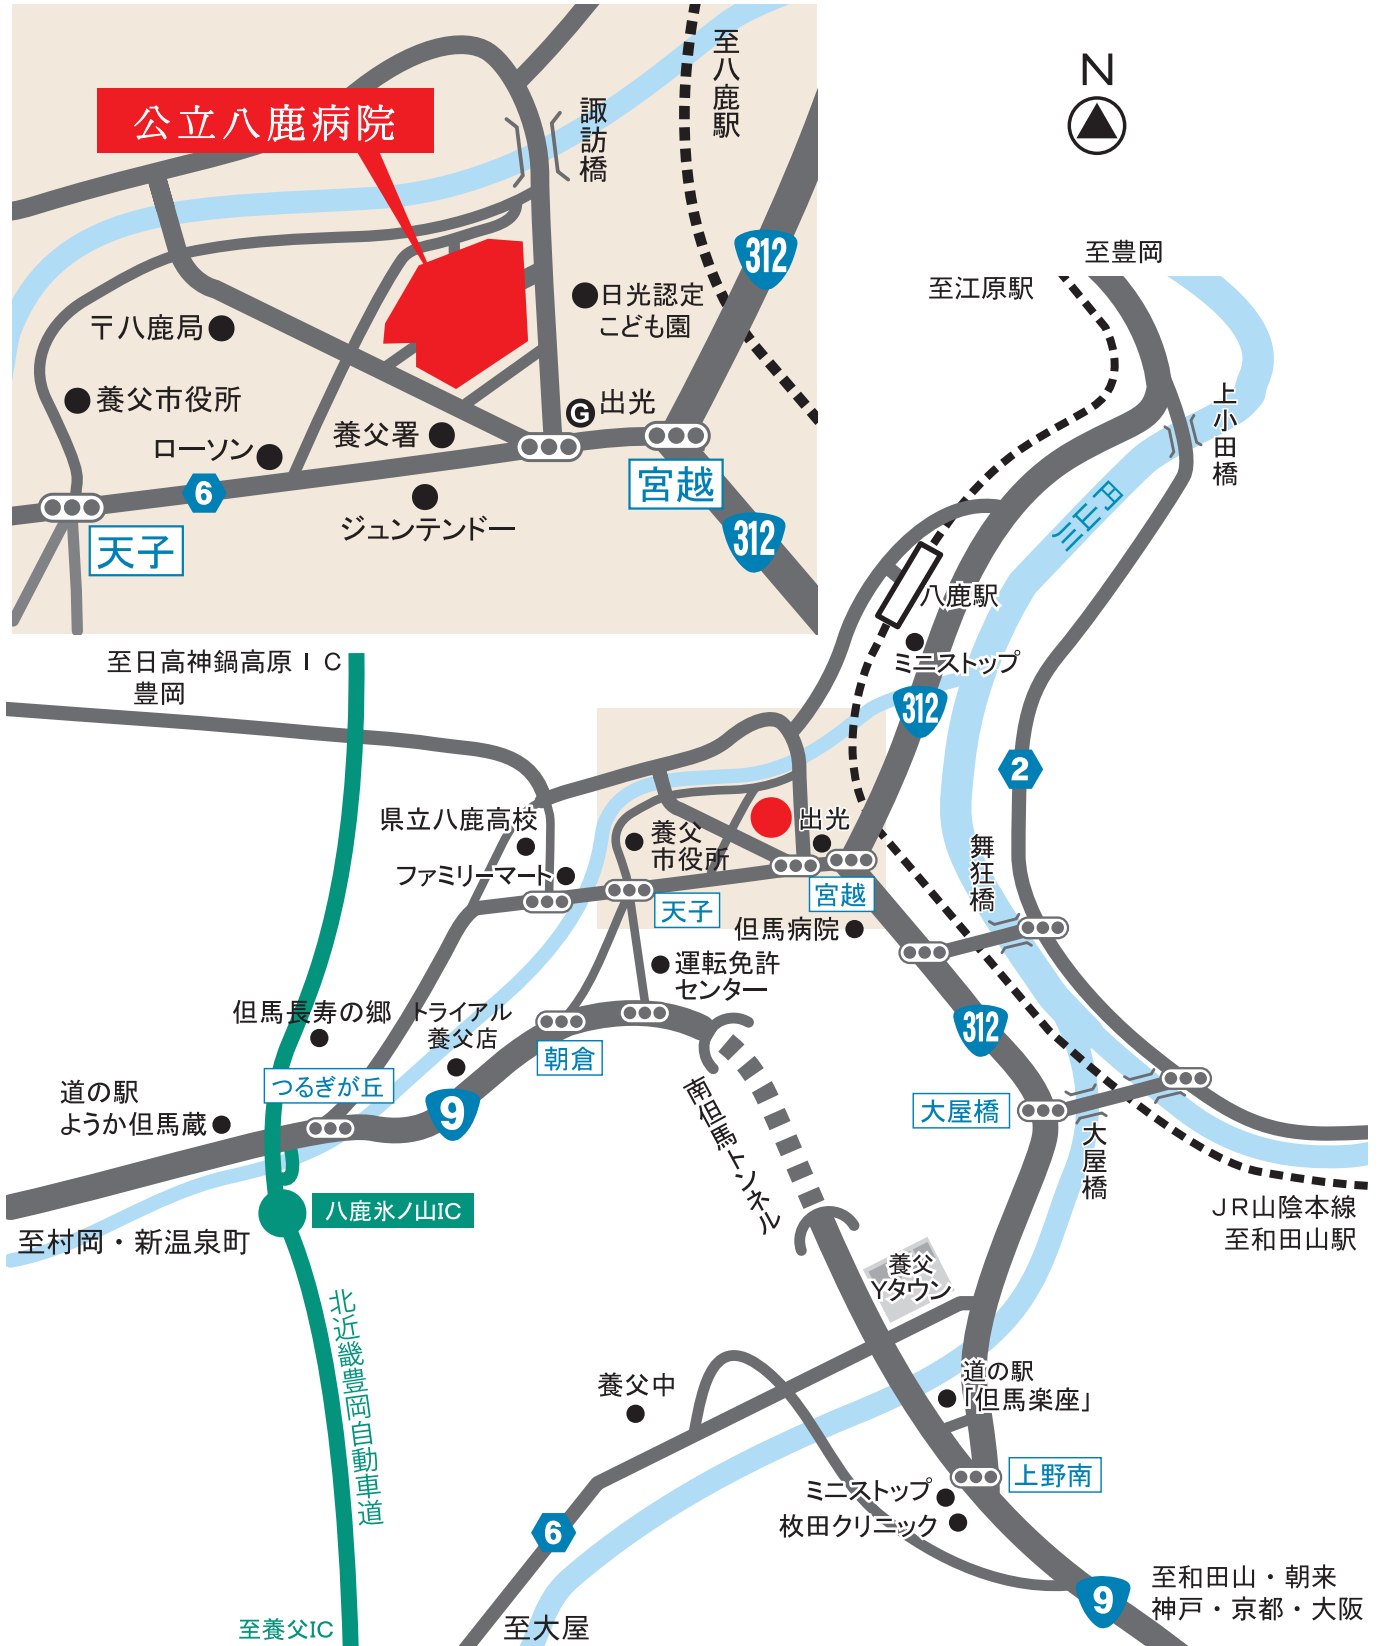 至八鹿駅
N
諏訪橋
公立八鹿病院
312
至豊岡
至江原駅
日光認定
こども園
〒八鹿局
養父市役所
出光
G
養父署
ローソン
宮越
6
ジュンテンドー
天子
312
上小田橋
円山川
八鹿駅
ミニストップ
至日高神鍋高原IC
豊岡
312
2
県立八鹿高校
出光
養父
市役所
舞狂橋
ファミリーマート
宮越
天子
但馬病院
運転免許
センター
但馬長寿の郷
トライアル
養父店
312
朝倉
つるぎが丘
道の駅
ようか但馬蔵
9
南但馬トンネル
大屋橋
大屋橋
八鹿氷ノ山IC
JR山陰本線
至和田山駅
至村岡・新温泉町
養父
Yタウン
北近畿豊岡自動車道
養父中
道の駅
「但馬楽座」
上野南
ミニストップ
枚田クリニック
6
9
至和田山・朝来
神戸・京都・大阪
至養父IC
至大屋